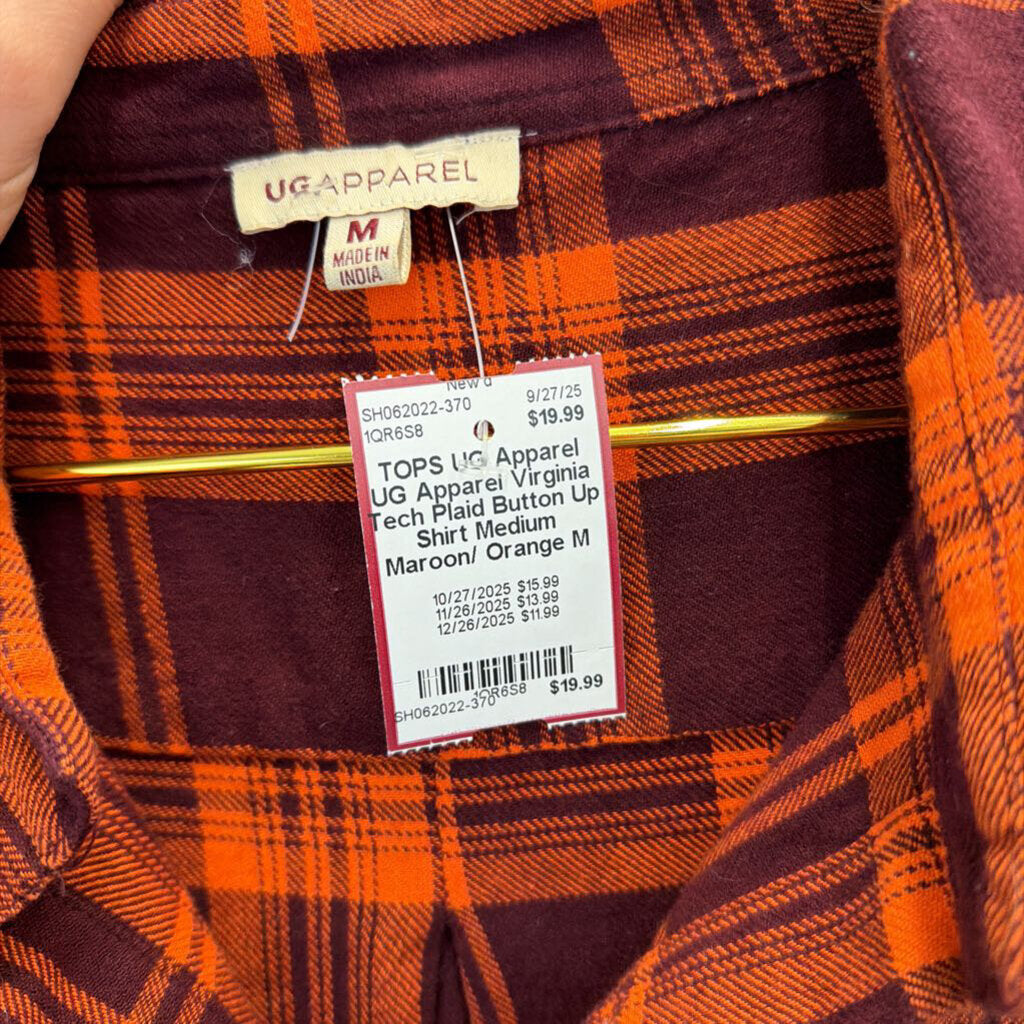 UG APPAREL
M
MADE IN
INDIA
SH062022-370 9/27/25
1QR6S8 $19.99
TOPS UG Apparel
UG Apparel Virginia
Tech Plaid Button Up
Shirt Medium
Maroon/ Orange M
10/27/2025 $15.99
11/26/2025 $13.99
12/26/2025 $11.99
1QR6S8 $19.99
SH062022-370